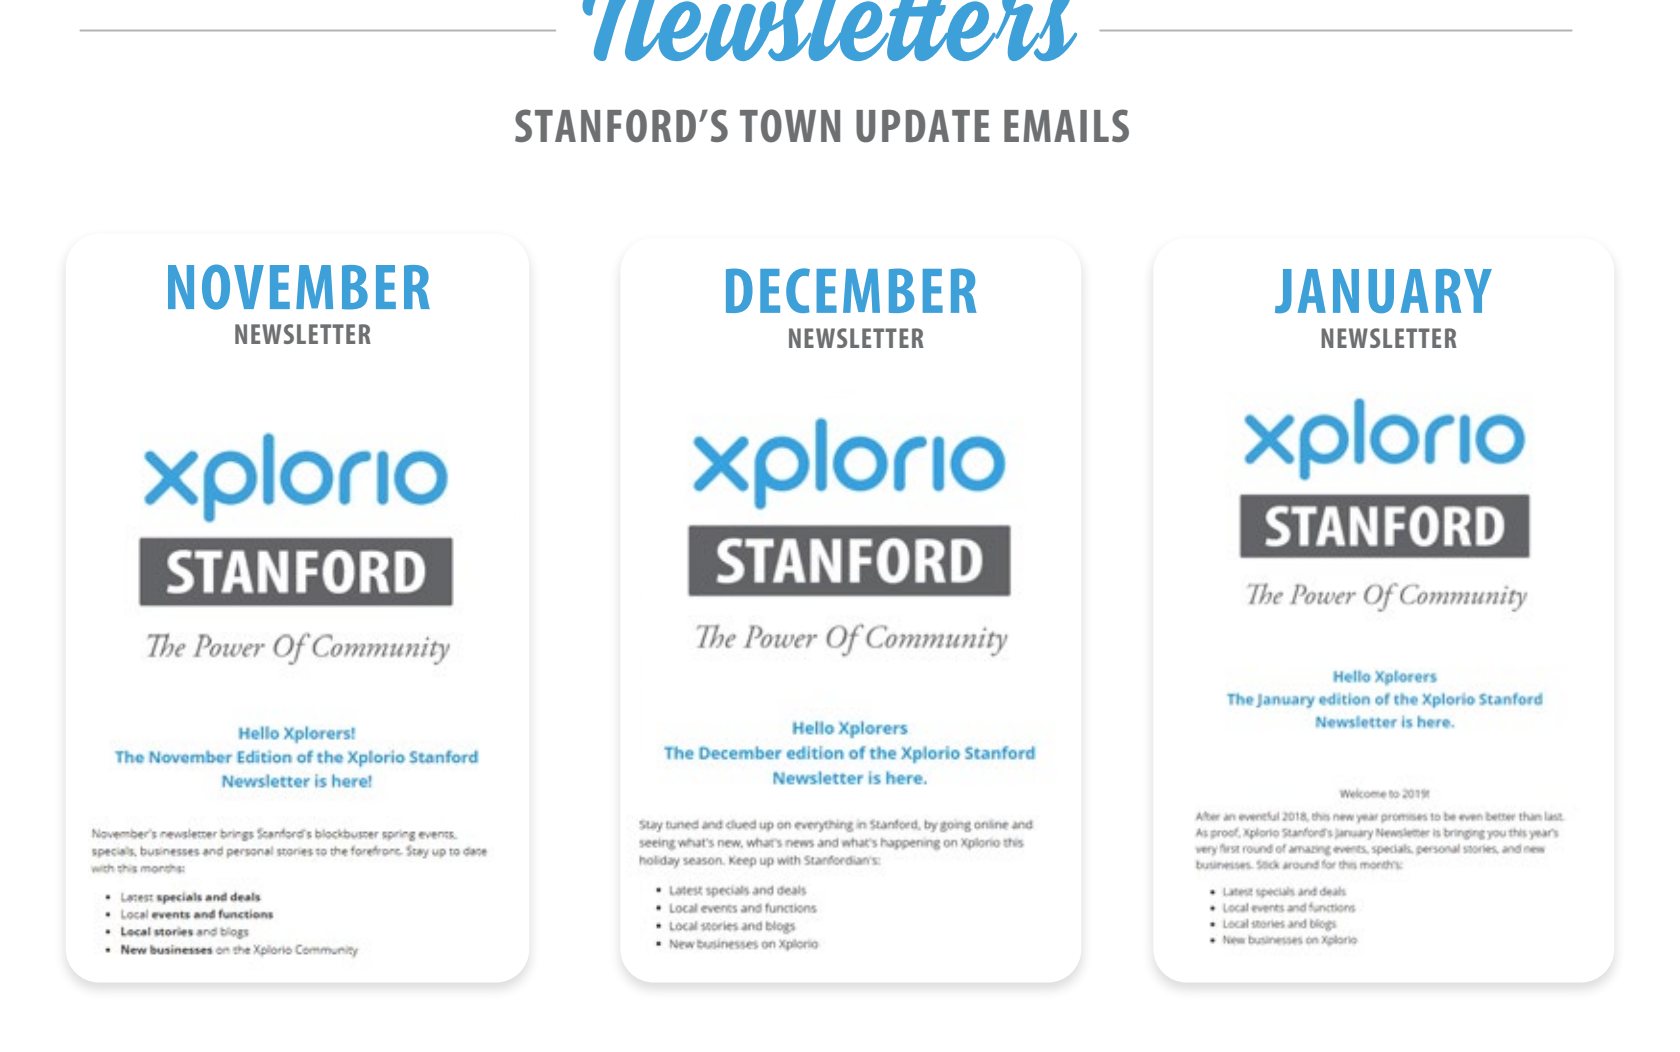 Newsletters
STANFORD’S TOWN UPDATE EMAILS
NOVEMBER
NEWSLETTER
xplorio
STANFORD
The Power Of Community
Hello Xplorers!
The November Edition of the Xplorio Stanford
Newsletter is here!
November's newsletter brings Stanford's blockbuster spring events,
specials, businesses and personal stories to the forefront. Stay up to date
with this months:
• Latest specials and deals
• Local events and functions
• Local stories and blogs
• New businesses on the Xplorio Community
DECEMBER
NEWSLETTER
xplorio
STANFORD
The Power Of Community
Hello Xplorers
The December edition of the Xplorio Stanford
Newsletter is here.
Stay tuned and clued up on everything in Stanford, by going online and
seeing what's new, what's news and what's happening on Xplorio this
holiday season. Keep up with Stanfordian's:
• Latest specials and deals
• Local events and functions
• Local stories and blogs
• New businesses on Xplorio
JANUARY
NEWSLETTER
xplorio
STANFORD
The Power Of Community
Hello Xplorers
The January edition of the Xplorio Stanford
Newsletter is here.
Welcome to 2019!
After an eventful 2018, this new year promises to be even better than last.
As proof, Xplorio Stanford's January Newsletter is bringing you this year's
very first round of amazing events, specials, personal stories, and new
businesses. Stick around for this month's:
• Latest specials and deals
• Local events and functions
• Local stories and blogs
• New businesses on Xplorio